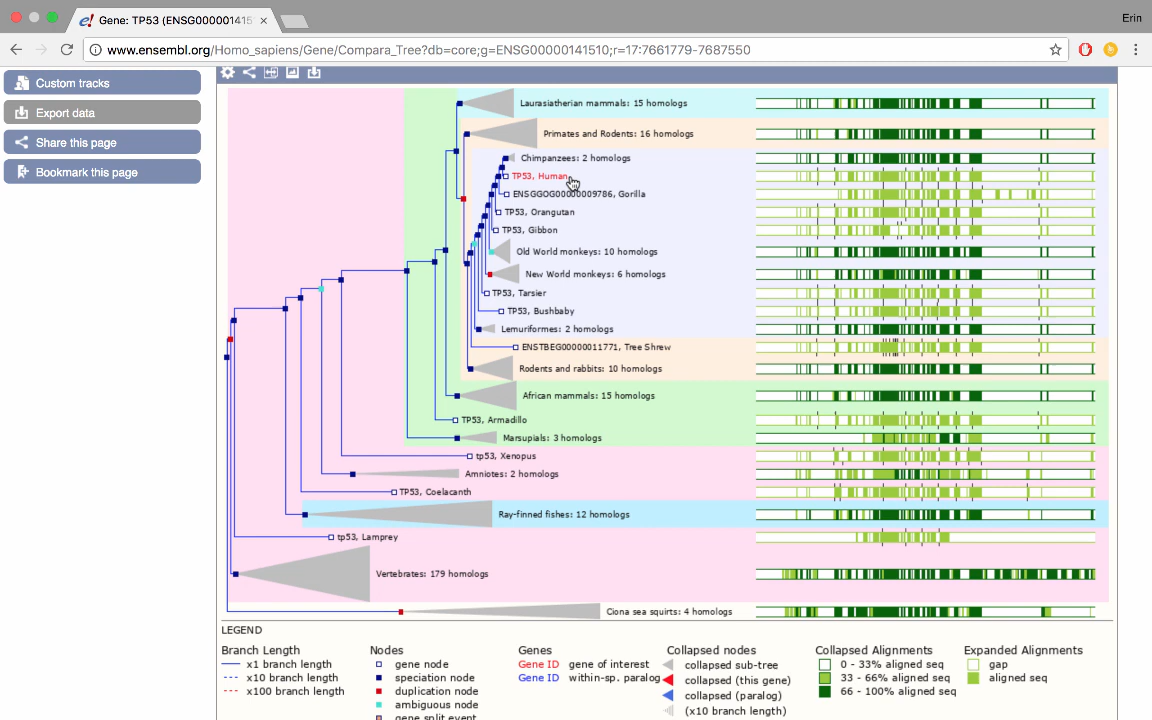 Gene: TP53 (ENSG000001415
Erin
www.ensembl.org/Homo_sapiens/Gene/Compara_Tree?db=core;g=ENSG00000141510;r=17:7661779-7687550
Custom tracks
Export data
Share this page
Bookmark this page
Laurasiatherian mammals: 15 homologs
Primates and Rodents: 16 homologs
Chimpanzees: 2 homologs
TP53, Human
ENSGGOG00000009786, Gorilla
TP53, Orangutan
TP53, Gibbon
Old World monkeys: 10 homologs
New World monkeys: 6 homologs
TP53, Tarsier
TP53, Bushbaby
Lemuriformes: 2 homologs
ENSTBEG00000011771, Tree Shrew
Rodents and rabbits: 10 homologs
African mammals: 15 homologs
TP53, Armadillo
Marsupials: 3 homologs
tp53, Xenopus
Amniotes: 2 homologs
TP53, Coelacanth
Ray-finned fishes: 12 homologs
tp53, Lamprey
Vertebrates: 179 homologs
Ciona sea squirts: 4 homologs
LEGEND
Branch Length
x1 branch length
x10 branch length
x100 branch length
Nodes
gene node
speciation node
duplication node
ambiguous node
gene split event
Genes
Gene ID gene of interest
Gene ID within-sp. paralog
Collapsed nodes
collapsed sub-tree
collapsed (this gene)
collapsed (paralog)
(x10 branch length)
Collapsed Alignments
0 - 33% aligned seq
33 - 66% aligned seq
66 - 100% aligned seq
Expanded Alignments
gap
aligned seq